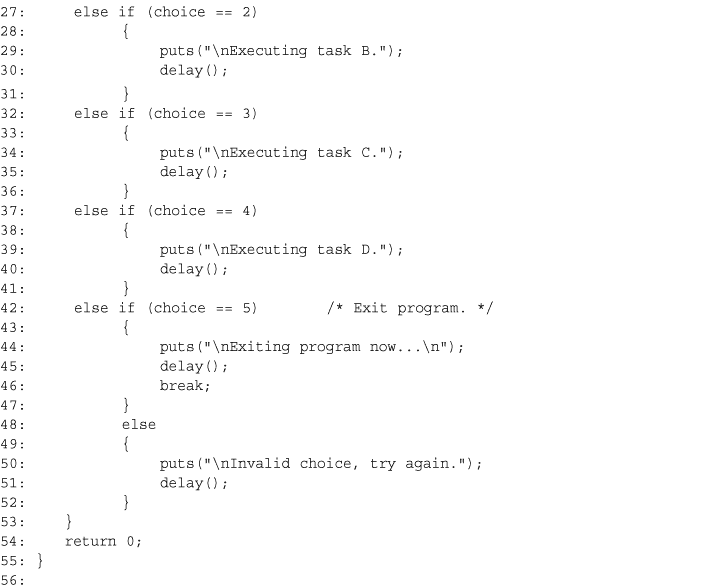 27:     else if (choice == 2)
28:          {
29:              puts("\nExecuting task B.");
30:              delay();
31:          }
32:     else if (choice == 3)
33:          {
34:              puts("\nExecuting task C.");
35:              delay();
36:          }
37:     else if (choice == 4)
38:          {
39:              puts("\nExecuting task D.");
40:              delay();
41:          }
42:     else if (choice == 5)       /* Exit program. */
43:          {
44:              puts("\nExiting program now...\n");
45:              delay();
46:              break;
47:          }
48:          else
49:          {
50:              puts("\nInvalid choice, try again.");
51:              delay();
52:          }
53:    }
54:    return 0;
55: }
56: